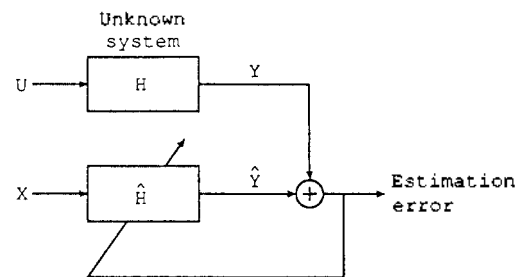 Unknown
system
U
H
Y
X
Ĥ
Ŷ
+
Estimation
error